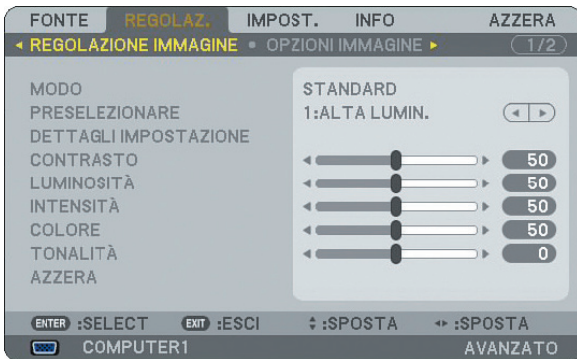 FONTE REGOLAZ. IMPOST. INFO AZZERA
REGOLAZIONE IMMAGINE • OPZIONI IMMAGINE 1/2
MODO STANDARD
PRESELEZIONARE 1:ALTA LUMIN.
DETTAGLI IMPOSTAZIONE
CONTRASTO 50
LUMINOSITÀ 50
INTENSITÀ 50
COLORE 50
TONALITÀ 0
AZZERA
ENTER :SELECT EXIT :ESCI :SPOSTA :SPOSTA
COMPUTER1 AVANZATO